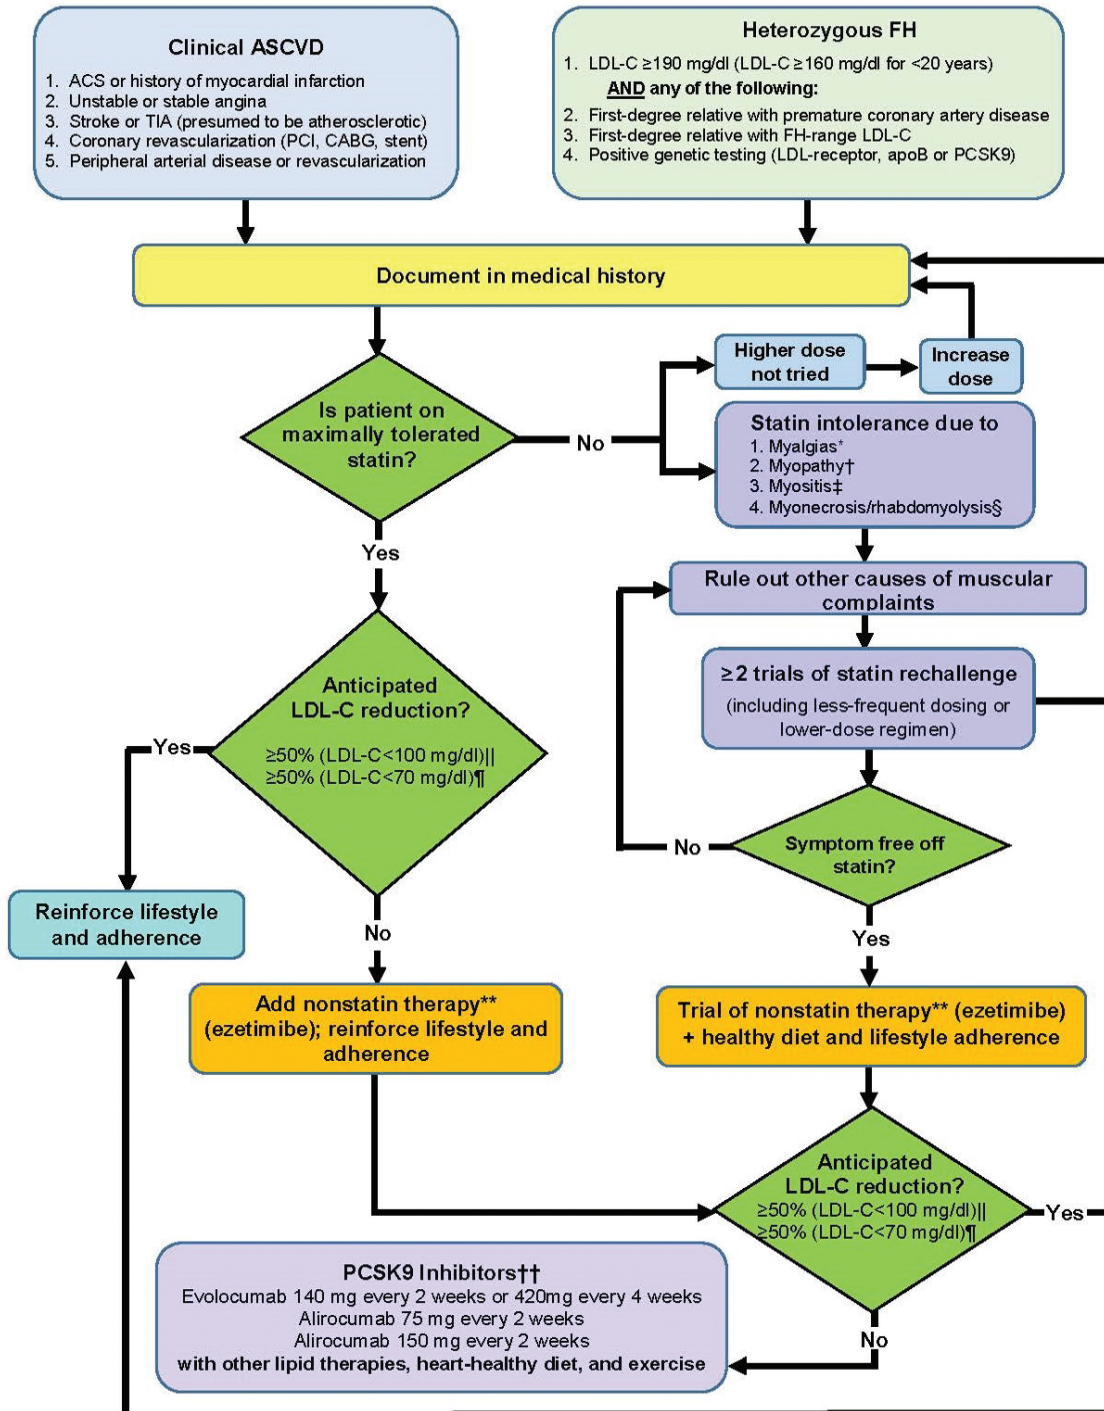 Clinical ASCVD
1. ACS or history of myocardial infarction
2. Unstable or stable angina
3. Stroke or TIA (presumed to be atherosclerotic)
4. Coronary revascularization (PCI, CABG, stent)
5. Peripheral arterial disease or revascularization
Heterozygous FH
1. LDL-C ≥190 mg/dl (LDL-C ≥160 mg/dl for <20 years)
AND any of the following:
2. First-degree relative with premature coronary artery disease
3. First-degree relative with FH-range LDL-C
4. Positive genetic testing (LDL-receptor, apoB or PCSK9)
Document in medical history
Is patient on
maximally tolerated
statin?
No
Higher dose
not tried
Increase
dose
Statin intolerance due to
1. Myalgias*
2. Myopathy†
3. Myositis‡
4. Myonecrosis/rhabdomyolysis§
Yes
Rule out other causes of muscular
complaints
≥2 trials of statin rechallenge
(including less-frequent dosing or
lower-dose regimen)
Anticipated
LDL-C reduction?
≥50% (LDL-C<100 mg/dl)||
≥50% (LDL-C<70 mg/dl)¶
Yes
No
Symptom free off
statin?
Reinforce lifestyle
and adherence
No
Yes
Add nonstatin therapy**
(ezetimibe); reinforce lifestyle and
adherence
Trial of nonstatin therapy** (ezetimibe)
+ healthy diet and lifestyle adherence
Anticipated
LDL-C reduction?
≥50% (LDL-C<100 mg/dl)||
≥50% (LDL-C<70 mg/dl)¶
Yes
No
PCSK9 Inhibitors††
Evolocumab 140 mg every 2 weeks or 420mg every 4 weeks
Alirocumab 75 mg every 2 weeks
Alirocumab 150 mg every 2 weeks
with other lipid therapies, heart-healthy diet, and exercise